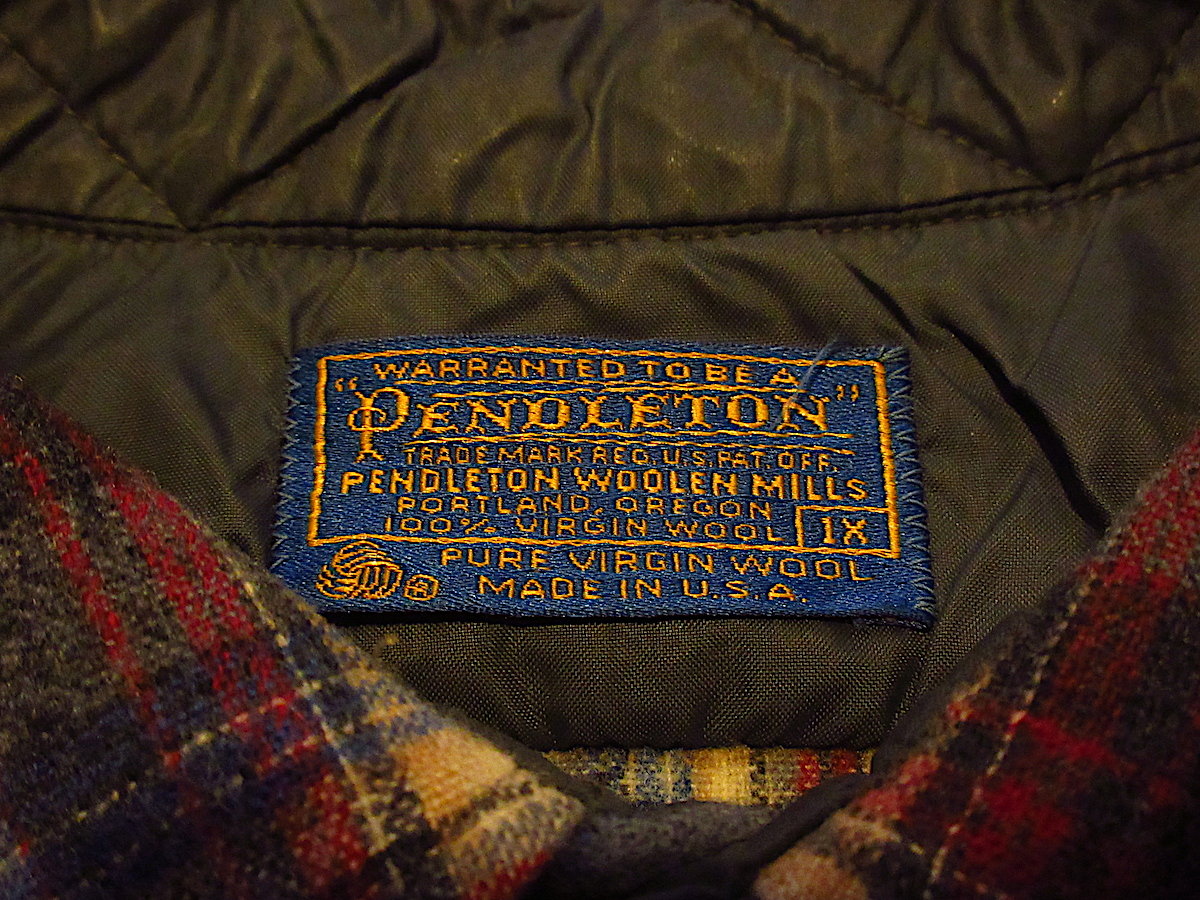 WARRANTED TO BE A
"PENDLETON"
TRADE MARK REG. U.S. PAT. OFF.
PENDLETON WOOLEN MILLS
PORTLAND, OREGON
100% VIRGIN WOOL 1X
PURE VIRGIN WOOL
MADE IN U.S.A.